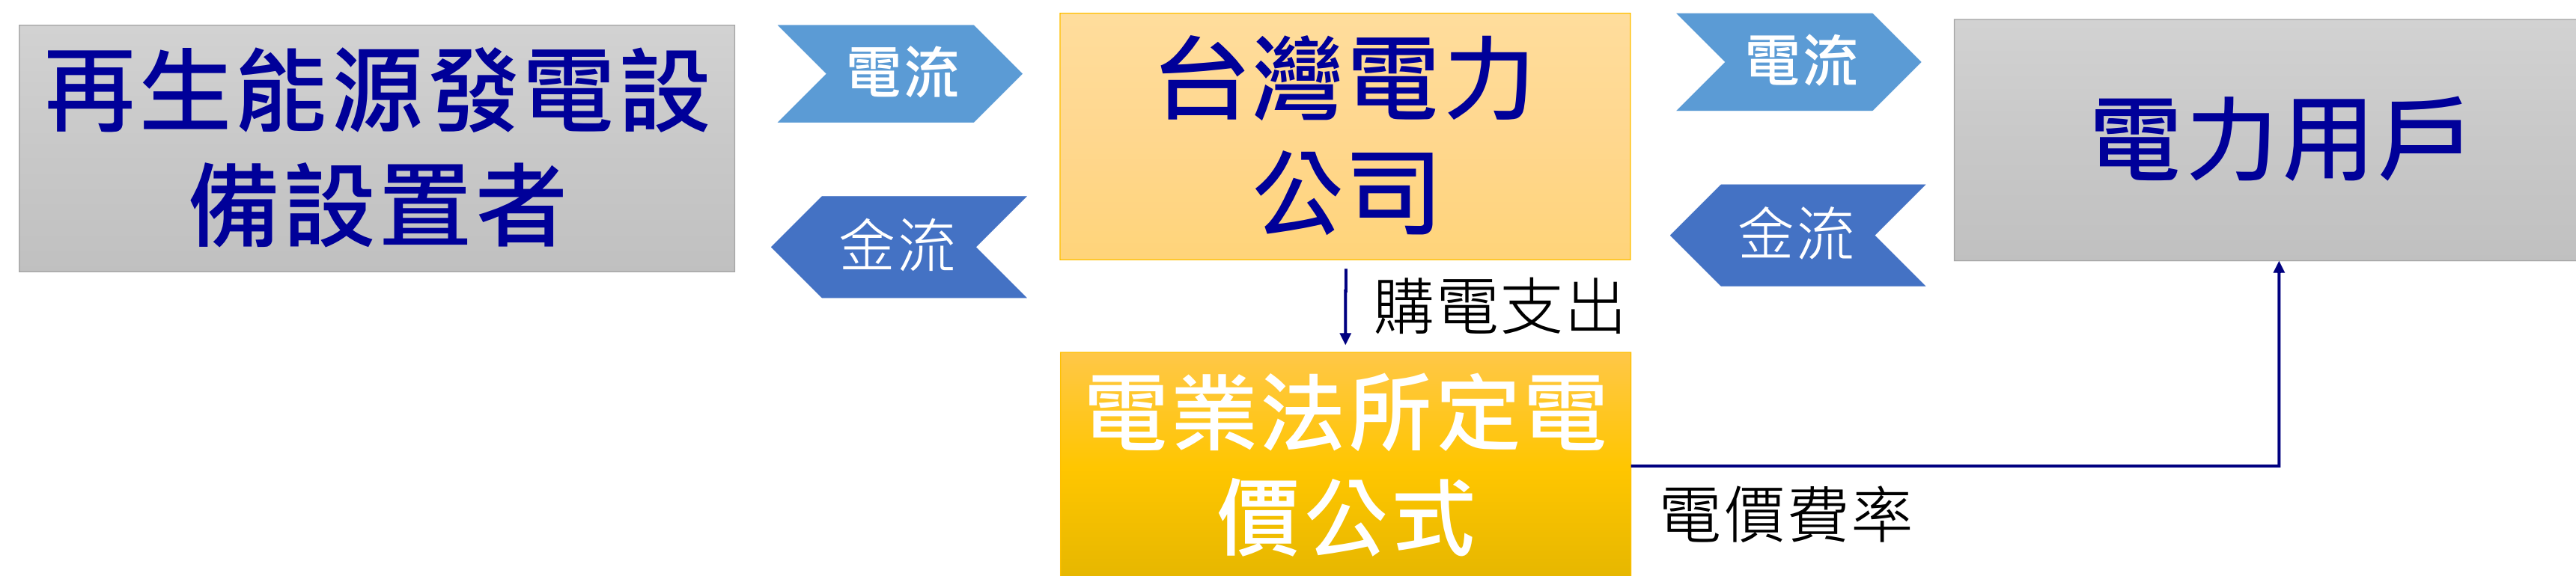 再生能源發電設
備設置者
電流
金流
台灣電力
公司
電流
金流
電力用戶
購電支出
電業法所定電
價公式
電價費率